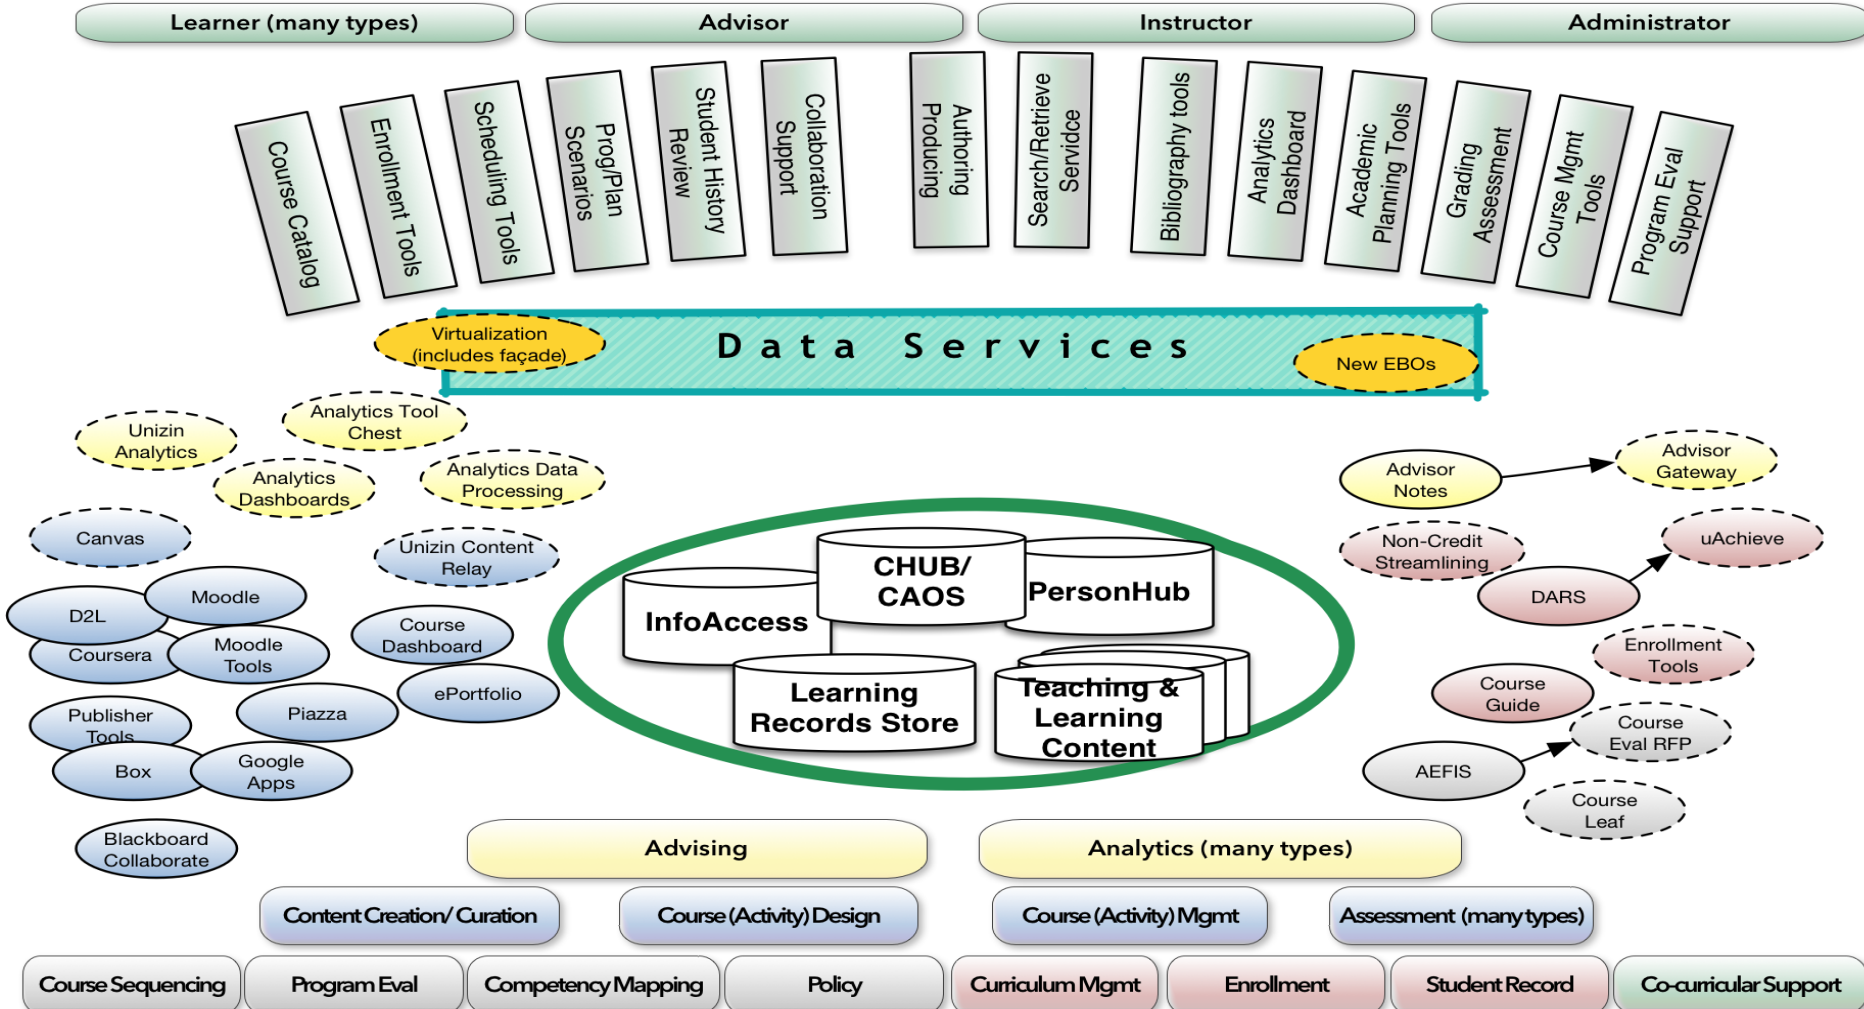 Learner (many types)
Advisor
Instructor
Administrator
Course Catalog
Enrollment Tools
Scheduling Tools
Prog/Plan
Scenarios
Student History
Review
Collaboration
Support
Authoring
Producing
Search/Retrieve
Servidce
Bibliography tools
Analytics
Dashboard
Academic
Planning Tools
Grading
Assessment
Course Mgmt
Tools
Program Eval
Support
Virtualization
(includes façade)
Data Services
New EBOs
Unizin
Analytics
Analytics Tool
Chest
Analytics
Dashboards
Analytics Data
Processing
Canvas
Unizin Content
Relay
D2L
Moodle
Coursera
Moodle
Tools
Course
Dashboard
ePortfolio
Publisher
Tools
Piazza
Box
Google
Apps
Blackboard
Collaborate
InfoAccess
CHUB/
CAOS
PersonHub
Learning
Records Store
Teaching &
Learning
Content
Advisor
Notes
Advisor
Gateway
Non-Credit
Streamlining
uAchieve
DARS
Enrollment
Tools
Course
Guide
Course
Eval RFP
AEFIS
Course
Leaf
Advising
Analytics (many types)
Content Creation/ Curation
Course (Activity) Design
Course (Activity) Mgmt
Assessment (many types)
Course Sequencing
Program Eval
Competency Mapping
Policy
Curriculum Mgmt
Enrollment
Student Record
Co-curricular Support